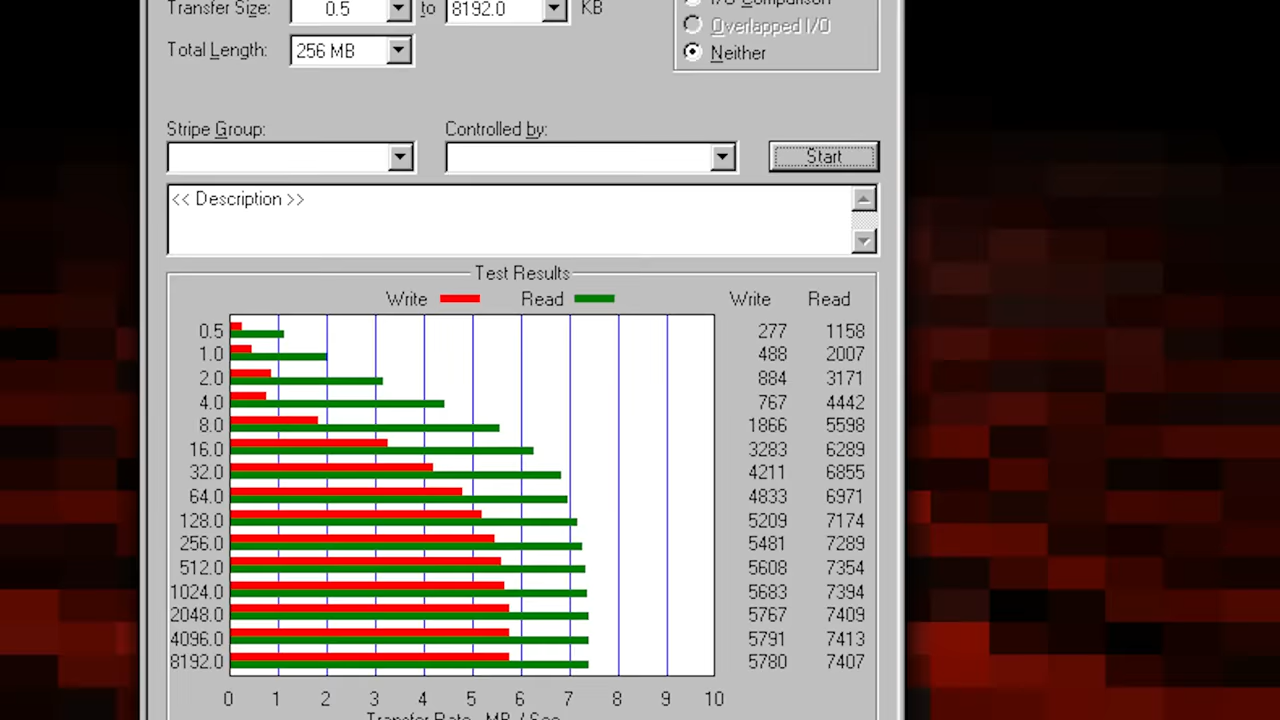 Transfer Size: 0.5 to 8192.0 KB
I/O Comparison
Overlapped I/O
Total Length: 256 MB
Neither
Stripe Group:
Controlled by:
Start
<< Description >>
Test Results
Write Read Write Read
0.5 277 1158
1.0 488 2007
2.0 884 3171
4.0 767 4442
8.0 1866 5598
16.0 3283 6289
32.0 4211 6855
64.0 4833 6971
128.0 5209 7174
256.0 5481 7289
512.0 5608 7354
1024.0 5683 7394
2048.0 5767 7409
4096.0 5791 7413
8192.0 5780 7407
0 1 2 3 4 5 6 7 8 9 10
Transfer Rate - MB / Sec